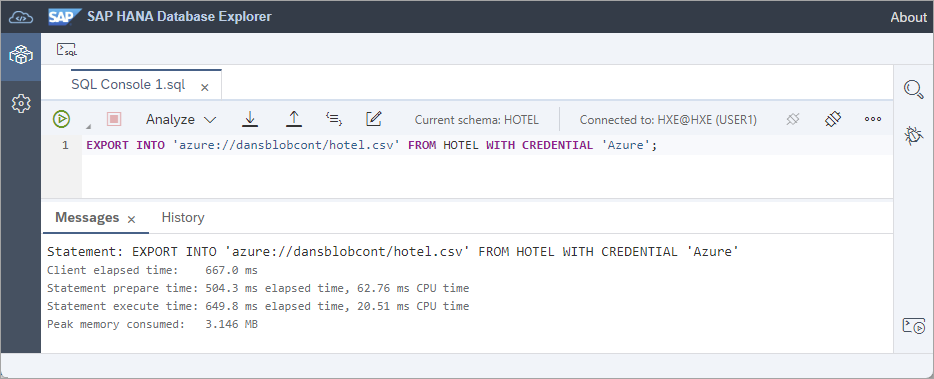 SAP SAP HANA Database Explorer About
SQL
SQL Console 1.sql ×
Analyze Current schema: HOTEL Connected to: HXE@HXE (USER1)
1 EXPORT INTO 'azure://dansblobcont/hotel.csv' FROM HOTEL WITH CREDENTIAL 'Azure';
Messages × History
Statement: EXPORT INTO 'azure://dansblobcont/hotel.csv' FROM HOTEL WITH CREDENTIAL 'Azure'
Client elapsed time: 667.0 ms
Statement prepare time: 504.3 ms elapsed time, 62.76 ms CPU time
Statement execute time: 649.8 ms elapsed time, 20.51 ms CPU time
Peak memory consumed: 3.146 MB